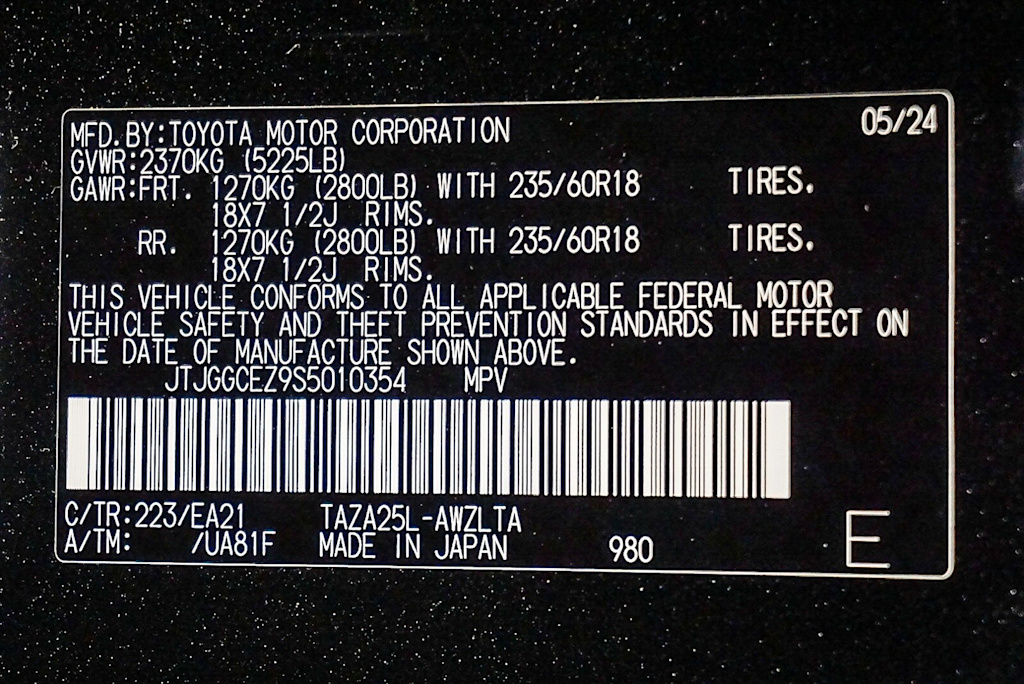 MFD.BY:TOYOTA MOTOR CORPORATION 05/24
GVWR:2370KG (5225LB)
GAWR:FRT. 1270KG (2800LB) WITH 235/60R18 TIRES.
18X7 1/2J RIMS.
RR. 1270KG (2800LB) WITH 235/60R18 TIRES.
18X7 1/2J RIMS.
THIS VEHICLE CONFORMS TO ALL APPLICABLE FEDERAL MOTOR
VEHICLE SAFETY AND THEFT PREVENTION STANDARDS IN EFFECT ON
THE DATE OF MANUFACTURE SHOWN ABOVE.
JTJGGCEZ9S5010354 MPV
C/TR:223/EA21 TAZA25L-AWZLTA
A/TM: /UA81F MADE IN JAPAN 980 E